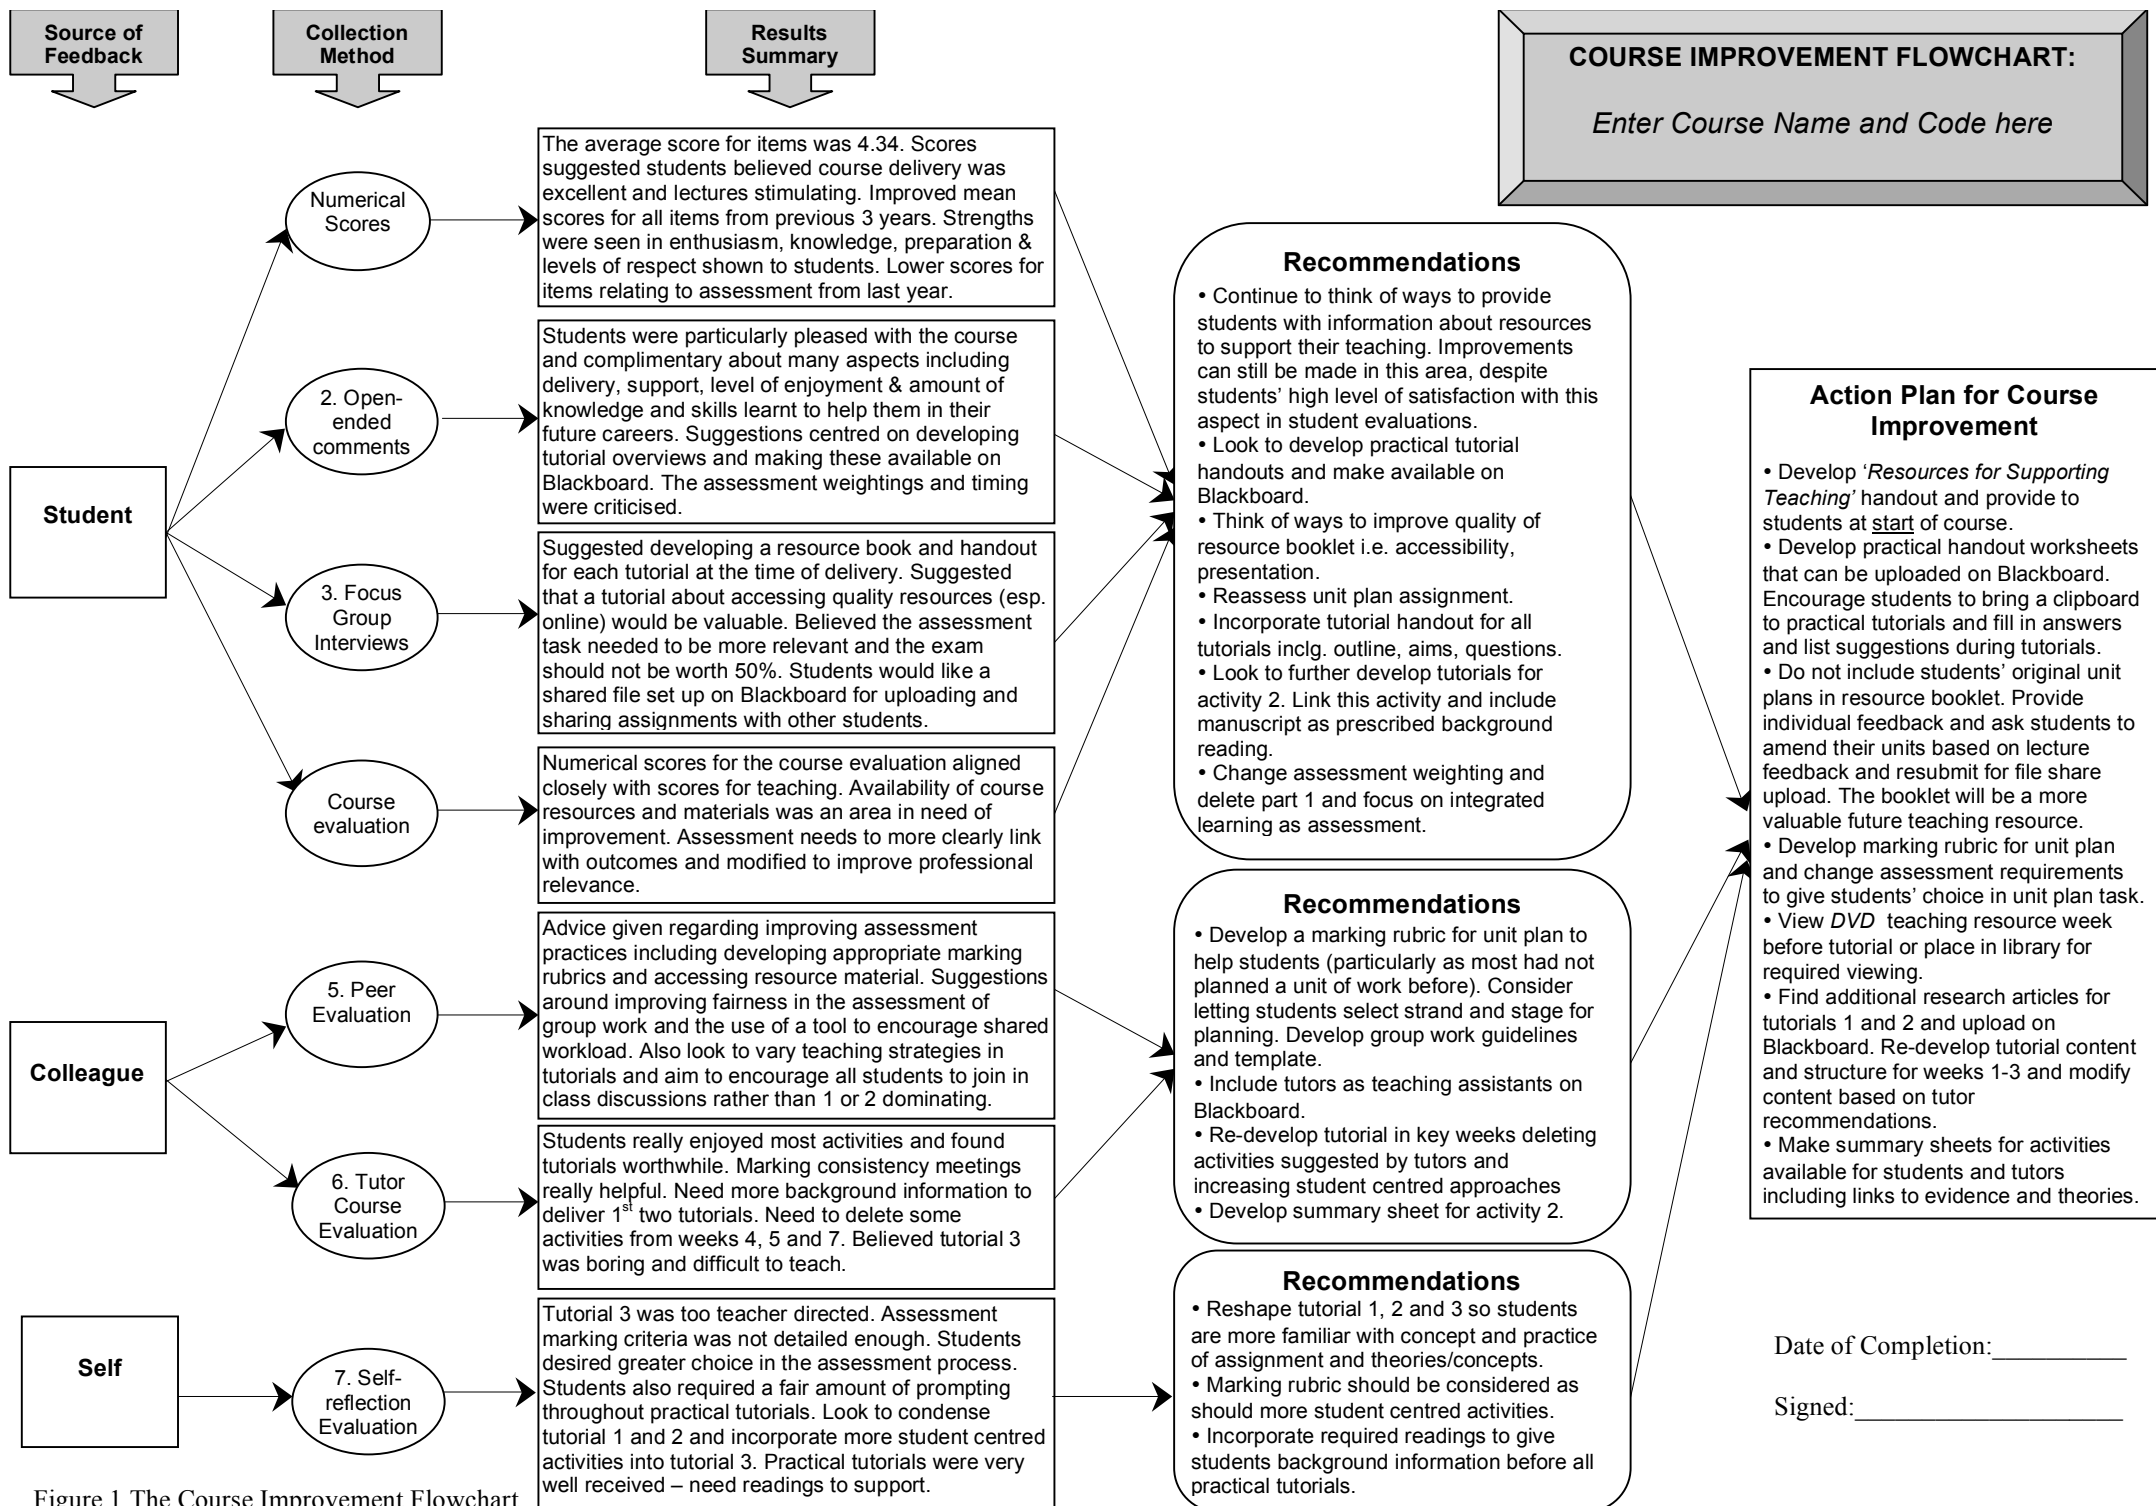 Source of
Feedback
Collection
Method
Results
Summary
COURSE IMPROVEMENT FLOWCHART:
Enter Course Name and Code here
Student
Numerical
Scores
The average score for items was 4.34. Scores
suggested students believed course delivery was
excellent and lectures stimulating. Improved mean
scores for all items from previous 3 years. Strengths
were seen in enthusiasm, knowledge, preparation &
levels of respect shown to students. Lower scores for
items relating to assessment from last year.
2. Open-
ended
comments
Students were particularly pleased with the course
and complimentary about many aspects including
delivery, support, level of enjoyment & amount of
knowledge and skills learnt to help them in their
future careers. Suggestions centred on developing
tutorial overviews and making these available on
Blackboard. The assessment weightings and timing
were criticised.
3. Focus
Group
Interviews
Suggested developing a resource book and handout
for each tutorial at the time of delivery. Suggested
that a tutorial about accessing quality resources (esp.
online) would be valuable. Believed the assessment
task needed to be more relevant and the exam
should not be worth 50%. Students would like a
shared file set up on Blackboard for uploading and
sharing assignments with other students.
Course
evaluation
Numerical scores for the course evaluation aligned
closely with scores for teaching. Availability of course
resources and materials was an area in need of
improvement. Assessment needs to more clearly link
with outcomes and modified to improve professional
relevance.
Colleague
5. Peer
Evaluation
Advice given regarding improving assessment
practices including developing appropriate marking
rubrics and accessing resource material. Suggestions
around improving fairness in the assessment of
group work and the use of a tool to encourage shared
workload. Also look to vary teaching strategies in
tutorials and aim to encourage all students to join in
class discussions rather than 1 or 2 dominating.
6. Tutor
Course
Evaluation
Students really enjoyed most activities and found
tutorials worthwhile. Marking consistency meetings
really helpful. Need more background information to
deliver 1st two tutorials. Need to delete some
activities from weeks 4, 5 and 7. Believed tutorial 3
was boring and difficult to teach.
Self
7. Self-
reflection
Evaluation
Tutorial 3 was too teacher directed. Assessment
marking criteria was not detailed enough. Students
desired greater choice in the assessment process.
Students also required a fair amount of prompting
throughout practical tutorials. Look to condense
tutorial 1 and 2 and incorporate more student centred
activities into tutorial 3. Practical tutorials were very
well received – need readings to support.
Recommendations
• Continue to think of ways to provide
students with information about resources
to support their teaching. Improvements
can still be made in this area, despite
students’ high level of satisfaction with this
aspect in student evaluations.
• Look to develop practical tutorial
handouts and make available on
Blackboard.
• Think of ways to improve quality of
resource booklet i.e. accessibility,
presentation.
• Reassess unit plan assignment.
• Incorporate tutorial handout for all
tutorials inclg. outline, aims, questions.
• Look to further develop tutorials for
activity 2. Link this activity and include
manuscript as prescribed background
reading.
• Change assessment weighting and
delete part 1 and focus on integrated
learning as assessment.
Recommendations
• Develop a marking rubric for unit plan to
help students (particularly as most had not
planned a unit of work before). Consider
letting students select strand and stage for
planning. Develop group work guidelines
and template.
• Include tutors as teaching assistants on
Blackboard.
• Re-develop tutorial in key weeks deleting
activities suggested by tutors and
increasing student centred approaches
• Develop summary sheet for activity 2.
Recommendations
• Reshape tutorial 1, 2 and 3 so students
are more familiar with concept and practice
of assignment and theories/concepts.
• Marking rubric should be considered as
should more student centred activities.
• Incorporate required readings to give
students background information before all
practical tutorials.
Action Plan for Course
Improvement
• Develop ‘Resources for Supporting
Teaching’ handout and provide to
students at start of course.
• Develop practical handout worksheets
that can be uploaded on Blackboard.
Encourage students to bring a clipboard
to practical tutorials and fill in answers
and list suggestions during tutorials.
• Do not include students’ original unit
plans in resource booklet. Provide
individual feedback and ask students to
amend their units based on lecture
feedback and resubmit for file share
upload. The booklet will be a more
valuable future teaching resource.
• Develop marking rubric for unit plan
and change assessment requirements
to give students’ choice in unit plan task.
• View DVD teaching resource week
before tutorial or place in library for
required viewing.
• Find additional research articles for
tutorials 1 and 2 and upload on
Blackboard. Re-develop tutorial content
and structure for weeks 1-3 and modify
content based on tutor
recommendations.
• Make summary sheets for activities
available for students and tutors
including links to evidence and theories.
Date of Completion:__________
Signed:____________________
Figure 1 The Course Improvement Flowchart